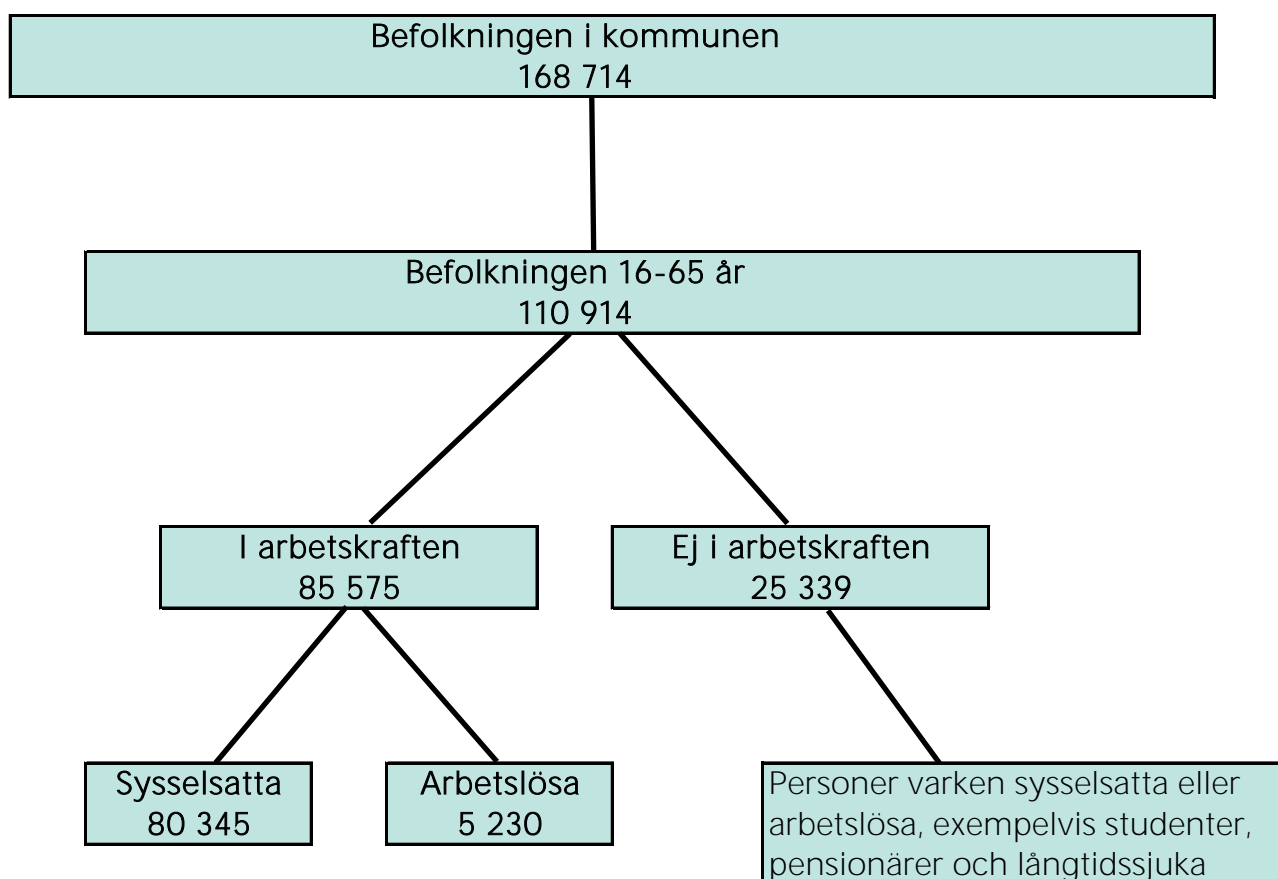 Befolkningen i kommunen
168 714
Befolkningen 16-65 år
110 914
I arbetskraften
85 575
Ej i arbetskraften
25 339
Sysselsatta
80 345
Arbetslösa
5 230
Personer varken sysselsatta eller
arbetslösa, exempelvis studenter,
pensionärer och långtidssjuka